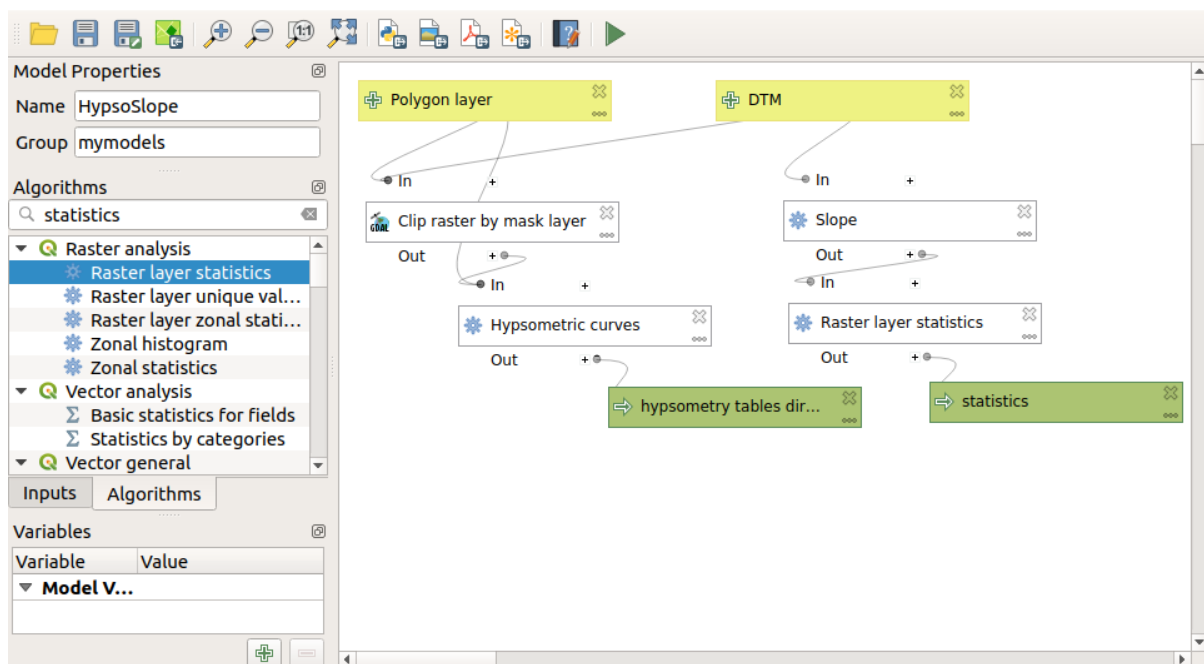 1:1
Model Properties
Name HypsoSlope
Group mymodels
Algorithms
statistics
Raster analysis
Raster layer statistics
Raster layer unique val...
Raster layer zonal stati...
Zonal histogram
Zonal statistics
Vector analysis
Basic statistics for fields
Statistics by categories
Vector general
Inputs Algorithms
Variables
Variable Value
Model V...
Polygon layer
DTM
In
In
GDAL Clip raster by mask layer
Slope
Out
Out
In
In
Hypsometric curves
Raster layer statistics
Out
Out
hypsometry tables dir...
statistics